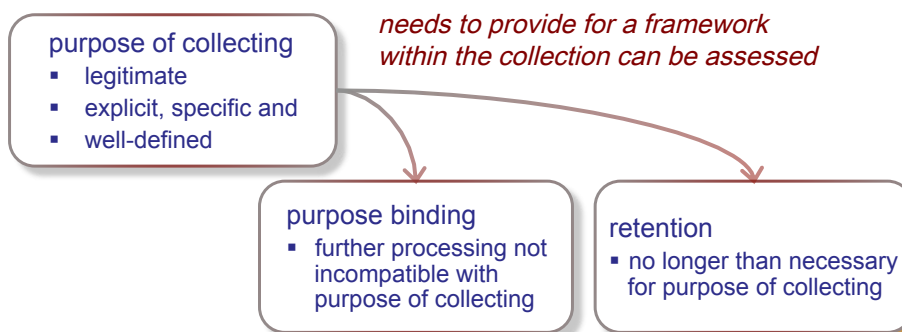 purpose of collecting
▪ legitimate
▪ explicit, specific and
▪ well-defined
needs to provide for a framework
within the collection can be assessed
purpose binding
▪ further processing not
incompatible with
purpose of collecting
retention
▪ no longer than necessary
for purpose of collecting